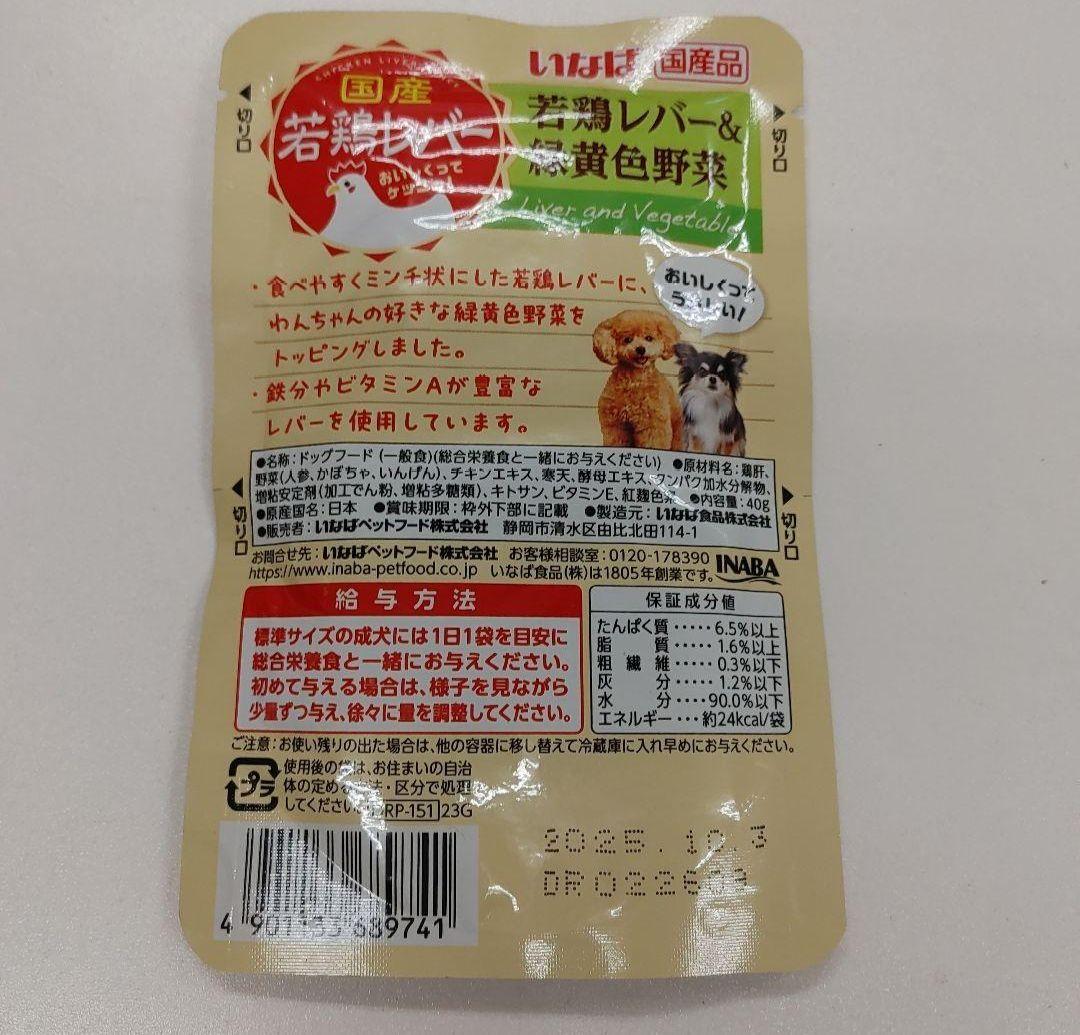 CHICKEN LIVER
国産
若鶏レバー
おいしくって
いなば 国産品
若鶏レバー&
緑黄色野菜
Liver and Vegetable
切り口
切り口
・食べやすくミンチ状にした若鶏レバーに、
わんちゃんの好きな緑黄色野菜を
トッピングしました。
・鉄分やビタミンAが豊富な
レバーを使用しています。
おいしくって
うれしい!
●名称:ドッグフード (一般食)(総合栄養食と一緒にお与えください) ●原材料名:鶏肝、
野菜(人参、かぼちゃ、いんげん)、チキンエキス、寒天、酵母エキス、タンパク加水分解物、
増粘安定剤(加工でん粉、増粘多糖類)、キトサン、ビタミンE、紅麹色素 ●内容量:40g
●原産国名:日本 ●賞味期限:枠外下部に記載 ●製造元:いなば食品株式会社
●販売者:いなばペットフード株式会社 静岡市清水区由比北田114-1
切り口
切り口
お問合せ先:いなばペットフード株式会社 お客様相談室:0120-178390
https://www.inaba-petfood.co.jp いなば食品(株)は1805年創業です。
INABA
給与方法
標準サイズの成犬には1日1袋を目安に
総合栄養食と一緒にお与えください。
初めて与える場合は、様子を見ながら
少量ずつ与え、徐々に量を調整してください。
保証成分値
たんぱく質・・・・・6.5%以上
脂質・・・・・1.6%以上
粗繊維・・・・・0.3%以下
灰分・・・・・1.2%以下
水分・・・・90.0%以下
エネルギー・・・約24kcal/袋
ご注意:お使い残りの出た場合は、他の容器に移し替えて冷蔵庫に入れ早めにお与えください。
プラ
使用後の袋は、お住まいの自治
体の定める方法・区分で処理
してください。
RP-151 23G
2025.10.3